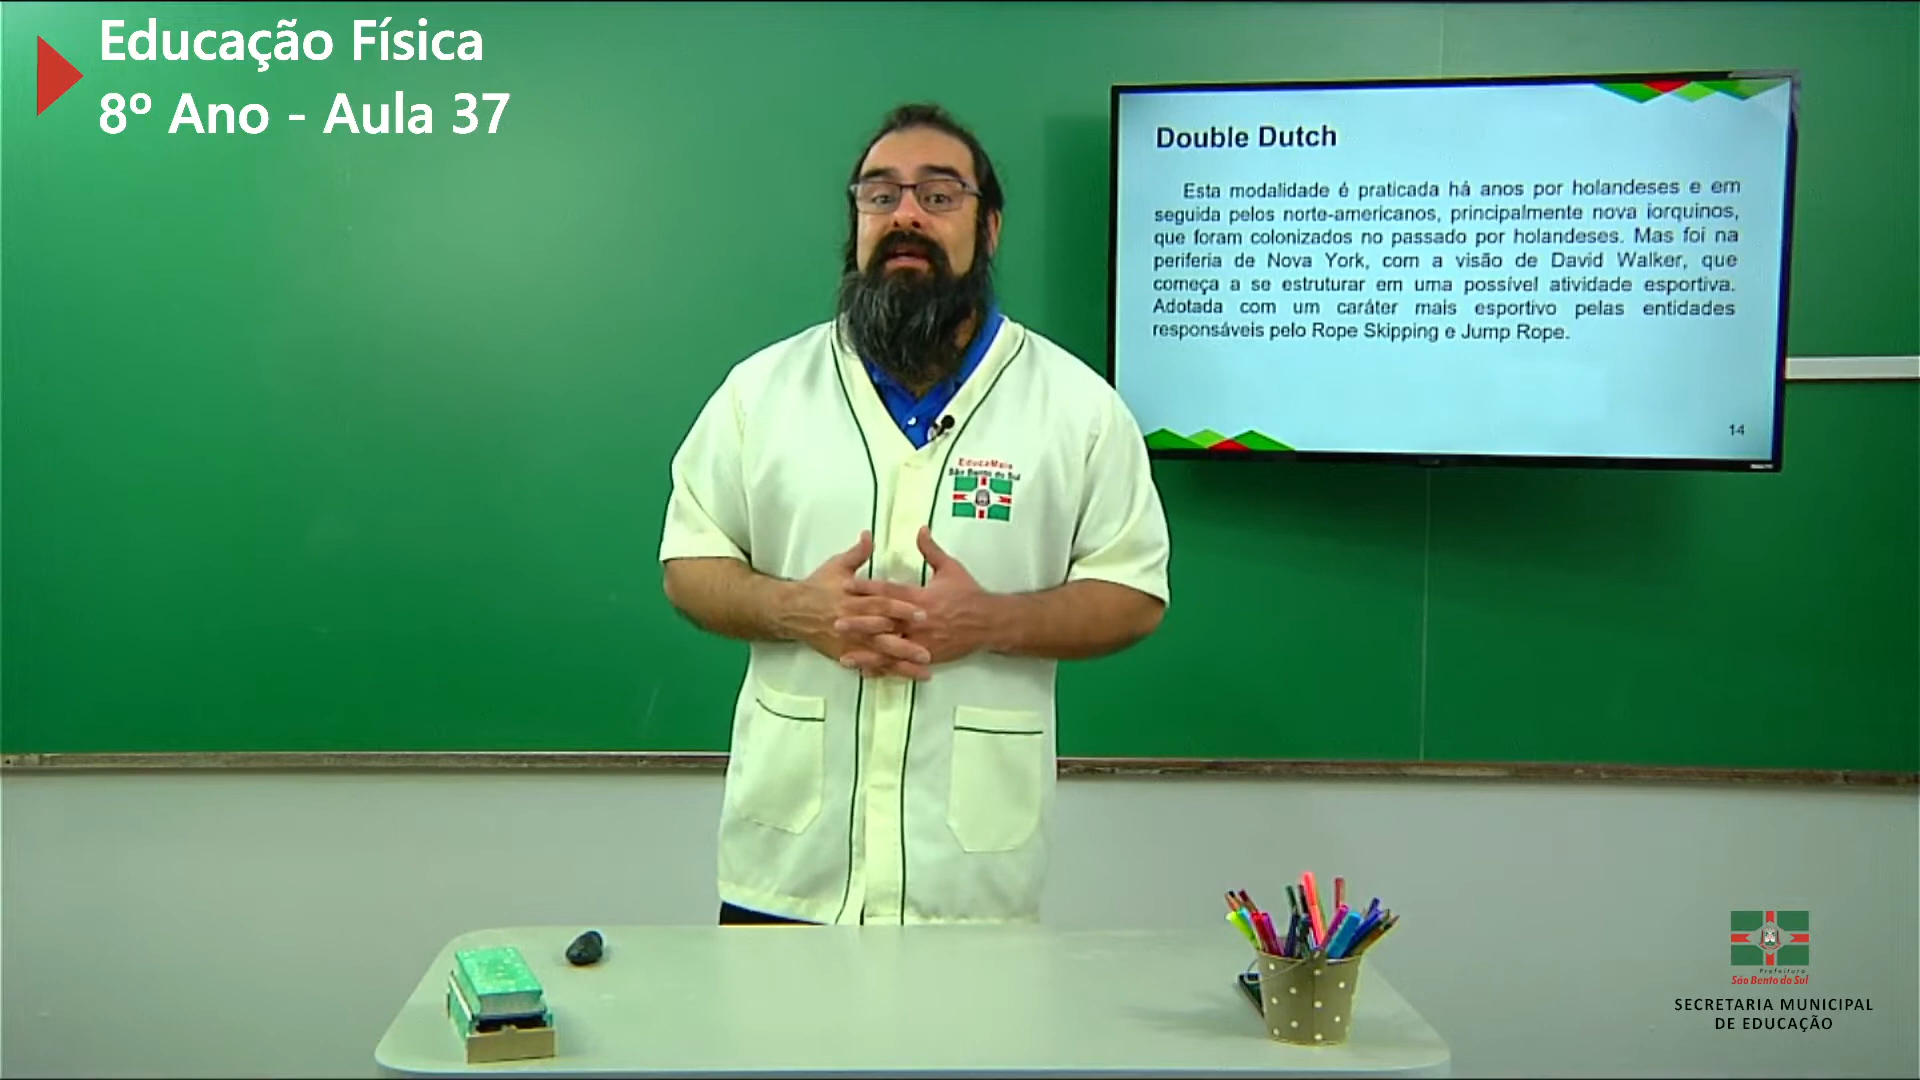 Educação Física
8º Ano - Aula 37
Double Dutch
Esta modalidade é praticada há anos por holandeses e em
seguida pelos norte-americanos, principalmente nova iorquinos,
que foram colonizados no passado por holandeses. Mas foi na
periferia de Nova York, com a visão de David Walker, que
começa a se estruturar em uma possível atividade esportiva.
Adotada com um caráter mais esportivo pelas entidades
responsáveis pelo Rope Skipping e Jump Rope.
14
EducaMais
São Bento do Sul
Prefeitura
São Bento do Sul
SECRETARIA MUNICIPAL
DE EDUCAÇÃO